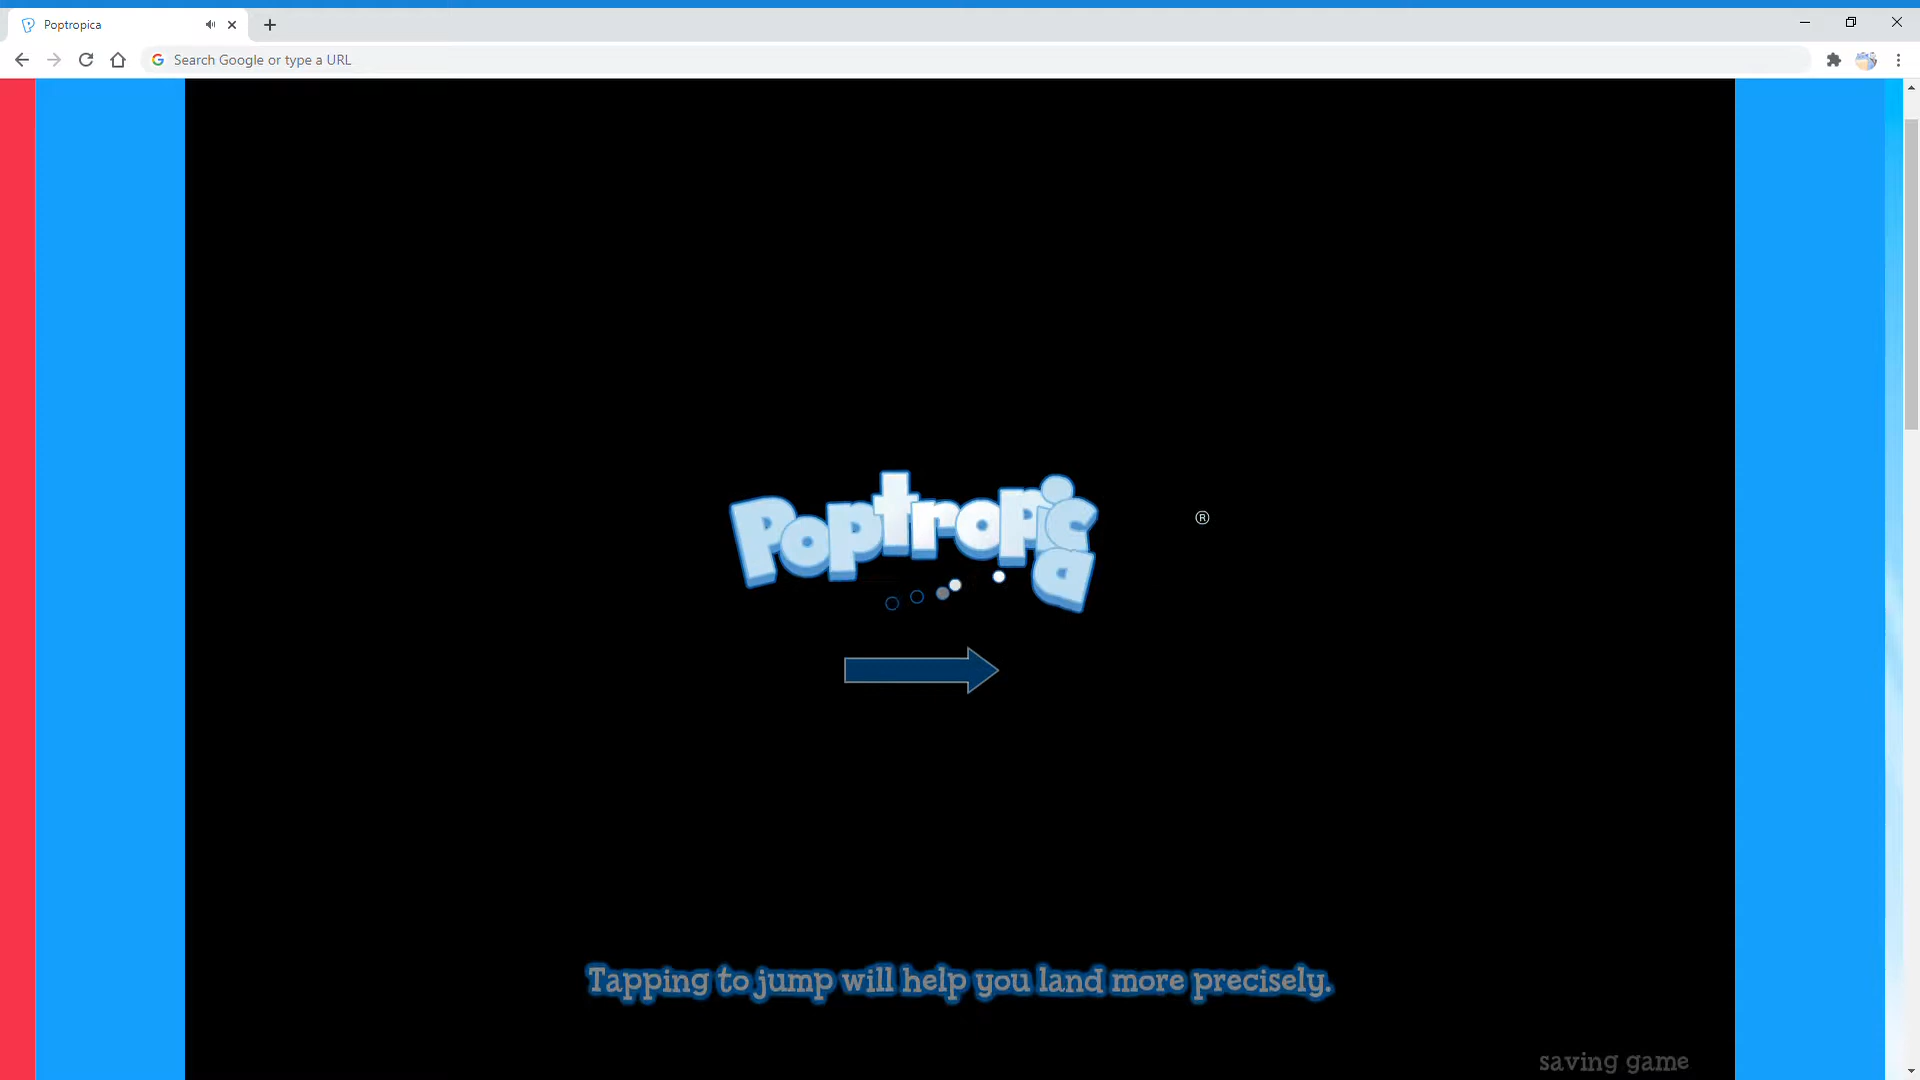 Poptropica
Search Google or type a URL
Poptropica
®
Tapping to jump will help you land more precisely.
saving game